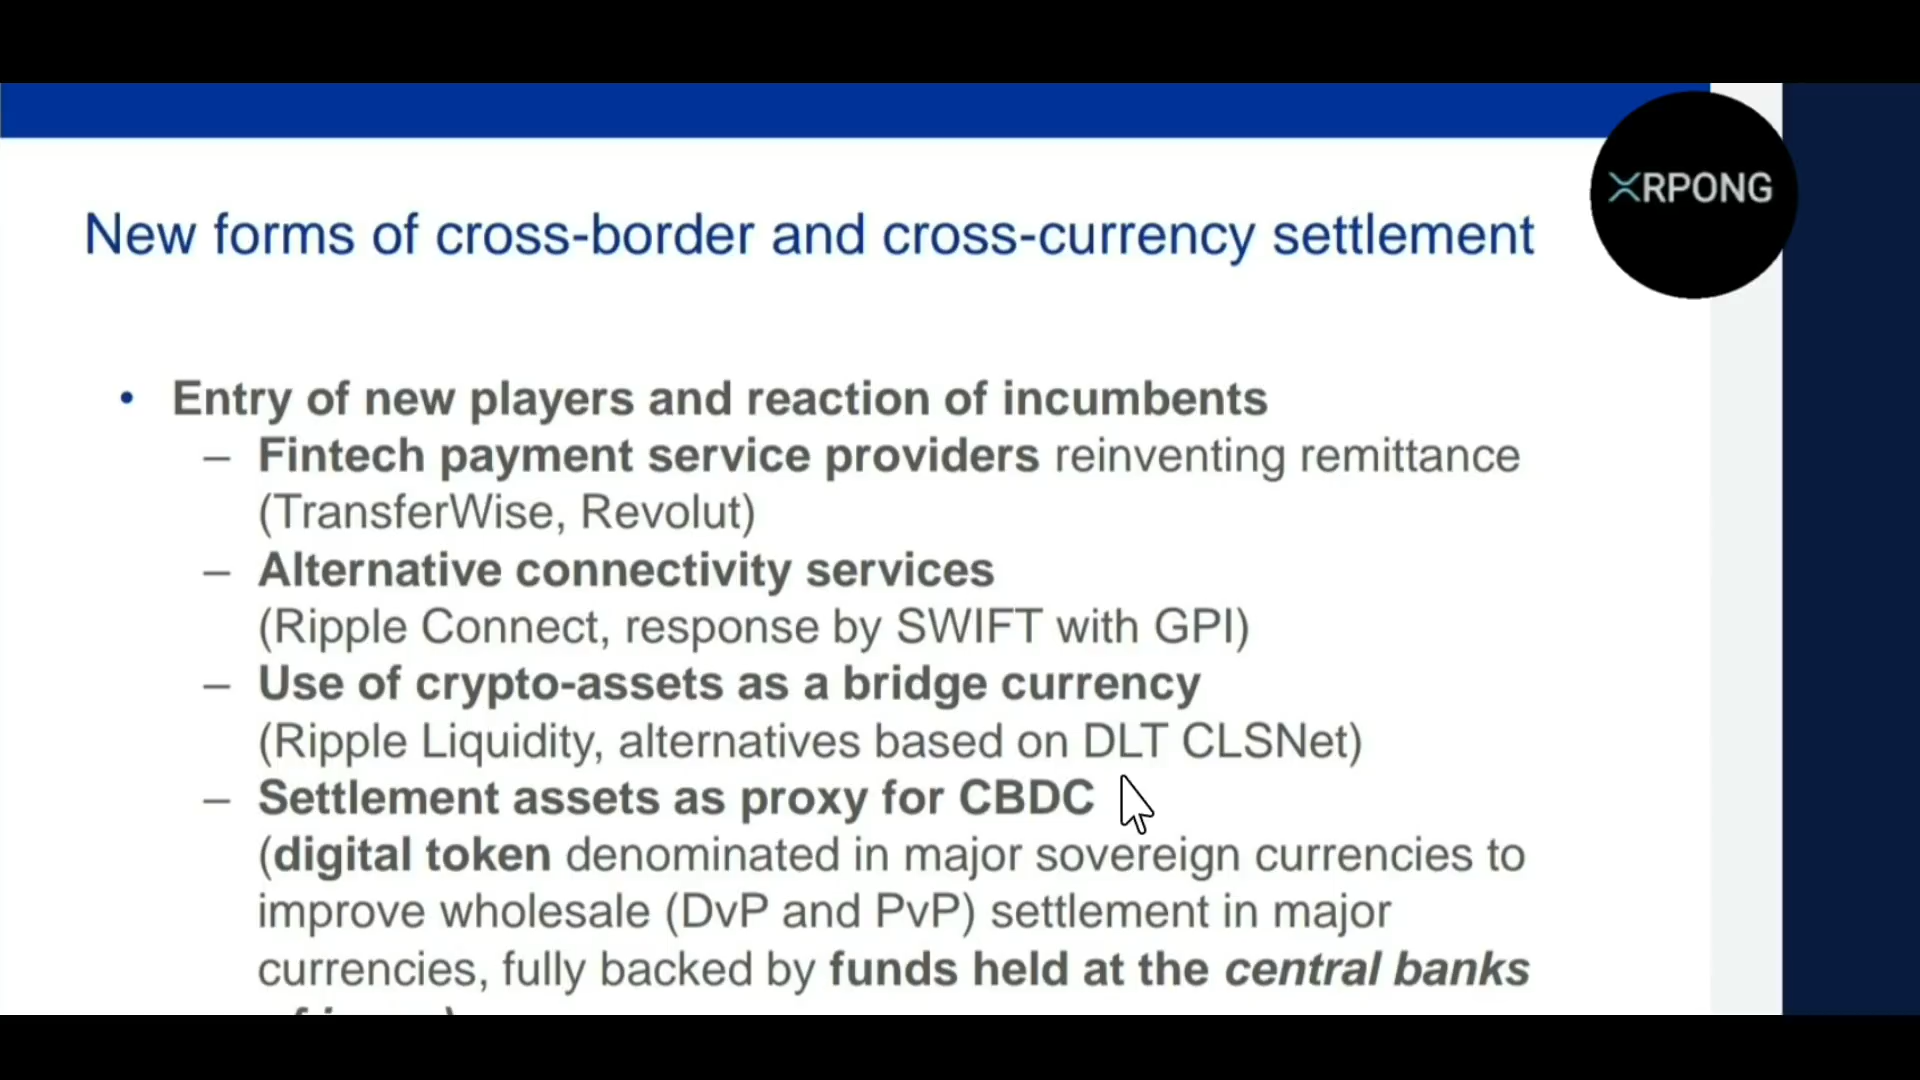 XRPONG
New forms of cross-border and cross-currency settlement
• Entry of new players and reaction of incumbents
– Fintech payment service providers reinventing remittance
(TransferWise, Revolut)
– Alternative connectivity services
(Ripple Connect, response by SWIFT with GPI)
– Use of crypto-assets as a bridge currency
(Ripple Liquidity, alternatives based on DLT CLSNet)
– Settlement assets as proxy for CBDC
(digital token denominated in major sovereign currencies to
improve wholesale (DvP and PvP) settlement in major
currencies, fully backed by funds held at the central banks